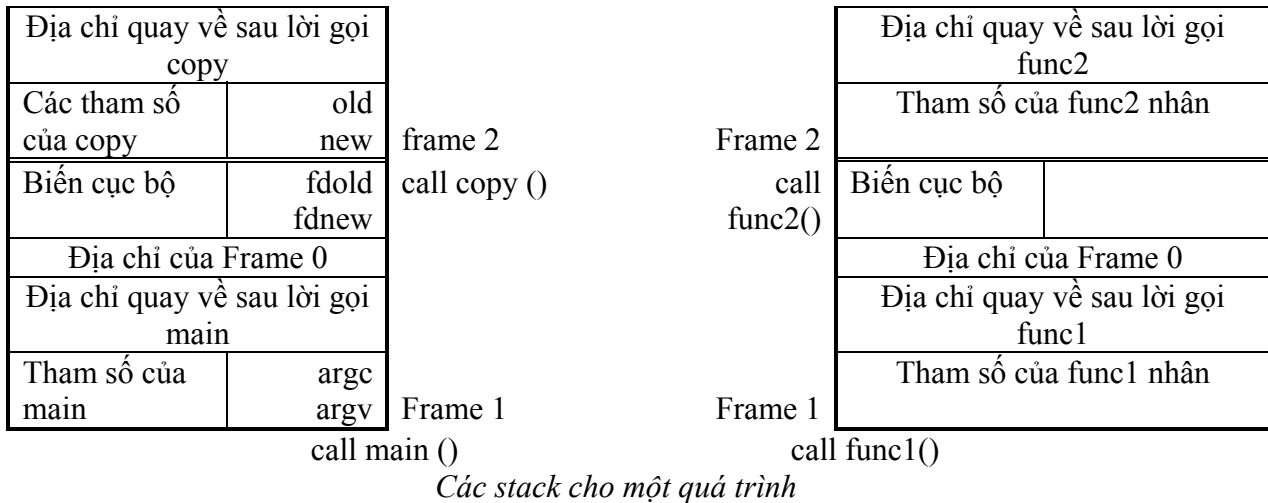 Địa chỉ quay về sau lời gọi
copy
Các tham số
của copy
old
new
frame 2
Biến cục bộ
fdold
fdnew
call copy ()
Địa chỉ của Frame 0
Địa chỉ quay về sau lời gọi
main
Tham số của
main
argc
argv
Frame 1
call main ()
Địa chỉ quay về sau lời gọi
func2
Tham số của func2 nhân
Frame 2
call
func2()
Biến cục bộ
Địa chỉ của Frame 0
Địa chỉ quay về sau lời gọi
func1
Tham số của func1 nhân
Frame 1
call func1()
Các stack cho một quá trình